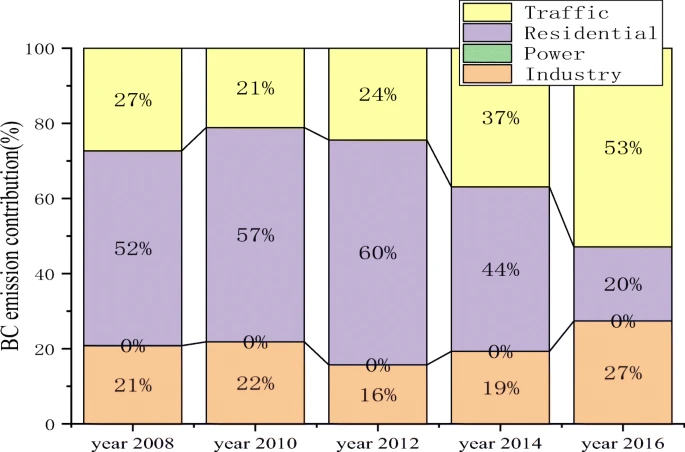 Traffic
Residential
Power
Industry
BC emission contribution(%)
100
80
60
40
20
0
27%
52%
0%
21%
21%
57%
0%
22%
24%
60%
0%
16%
37%
44%
0%
19%
53%
20%
0%
27%
year 2008
year 2010
year 2012
year 2014
year 2016